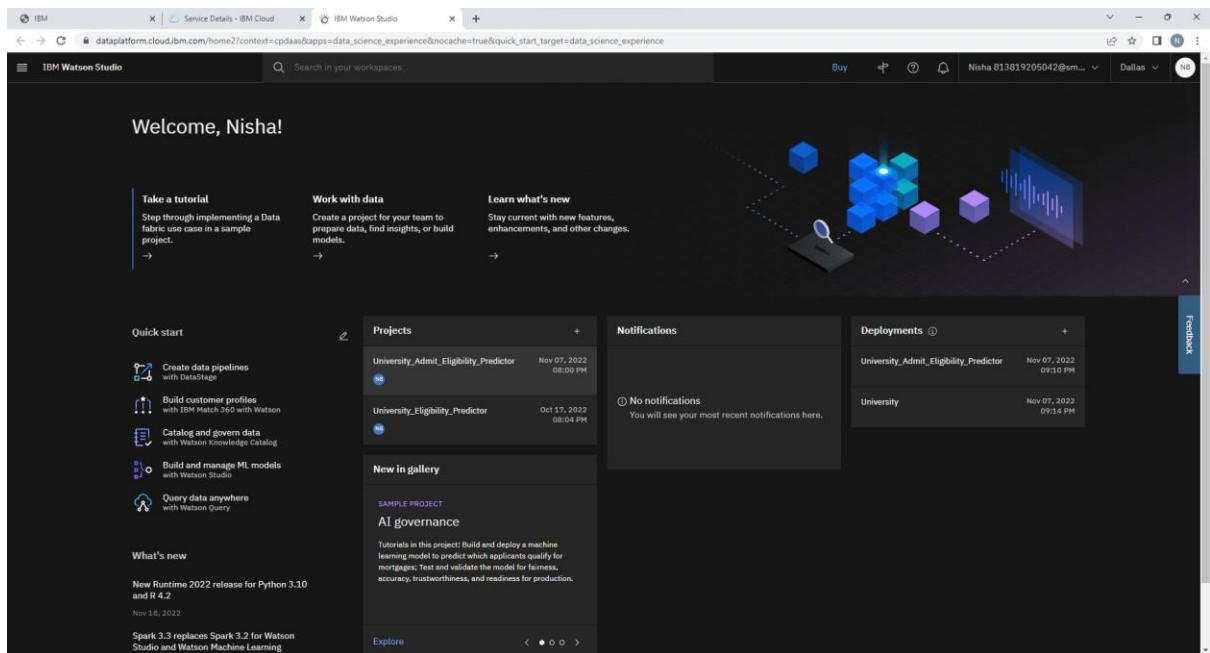 IBM
Service Details - IBM Cloud
IBM Watson Studio
dataplatform.cloud.ibm.com/home2?context=cpdaas&apps=data_science_experience&nocache=true&quick_start_target=data_science_experience
N
IBM Watson Studio
Search in your workspaces
Buy
Nisha 813819205042@sm...
Dallas
NB
Welcome, Nisha!
Take a tutorial
Step through implementing a Data
fabric use case in a sample
project.
Work with data
Create a project for your team to
prepare data, find insights, or build
models.
Learn what's new
Stay current with new features,
enhancements, and other changes.
Feedback
Quick start
Create data pipelines
with DataStage
Build customer profiles
with IBM Match 360 with Watson
Catalog and govern data
with Watson Knowledge Catalog
Build and manage ML models
with Watson Studio
Query data anywhere
with Watson Query
What's new
New Runtime 2022 release for Python 3.10
and R 4.2
Nov 18, 2022
Spark 3.3 replaces Spark 3.2 for Watson
Studio and Watson Machine Learning
Projects
University_Admit_Eligibility_Predictor
Nov 07, 2022
08:00 PM
NB
University_Eligibility_Predictor
Oct 17, 2022
08:04 PM
NB
New in gallery
SAMPLE PROJECT
AI governance
Tutorials in this project: Build and deploy a machine
learning model to predict which applicants qualify for
mortgages; Test and validate the model for fairness,
accuracy, trustworthiness, and readiness for production.
Explore
Notifications
No notifications
You will see your most recent notifications here.
Deployments
University_Admit_Eligibility_Predictor
Nov 07, 2022
09:10 PM
University
Nov 07, 2022
09:14 PM